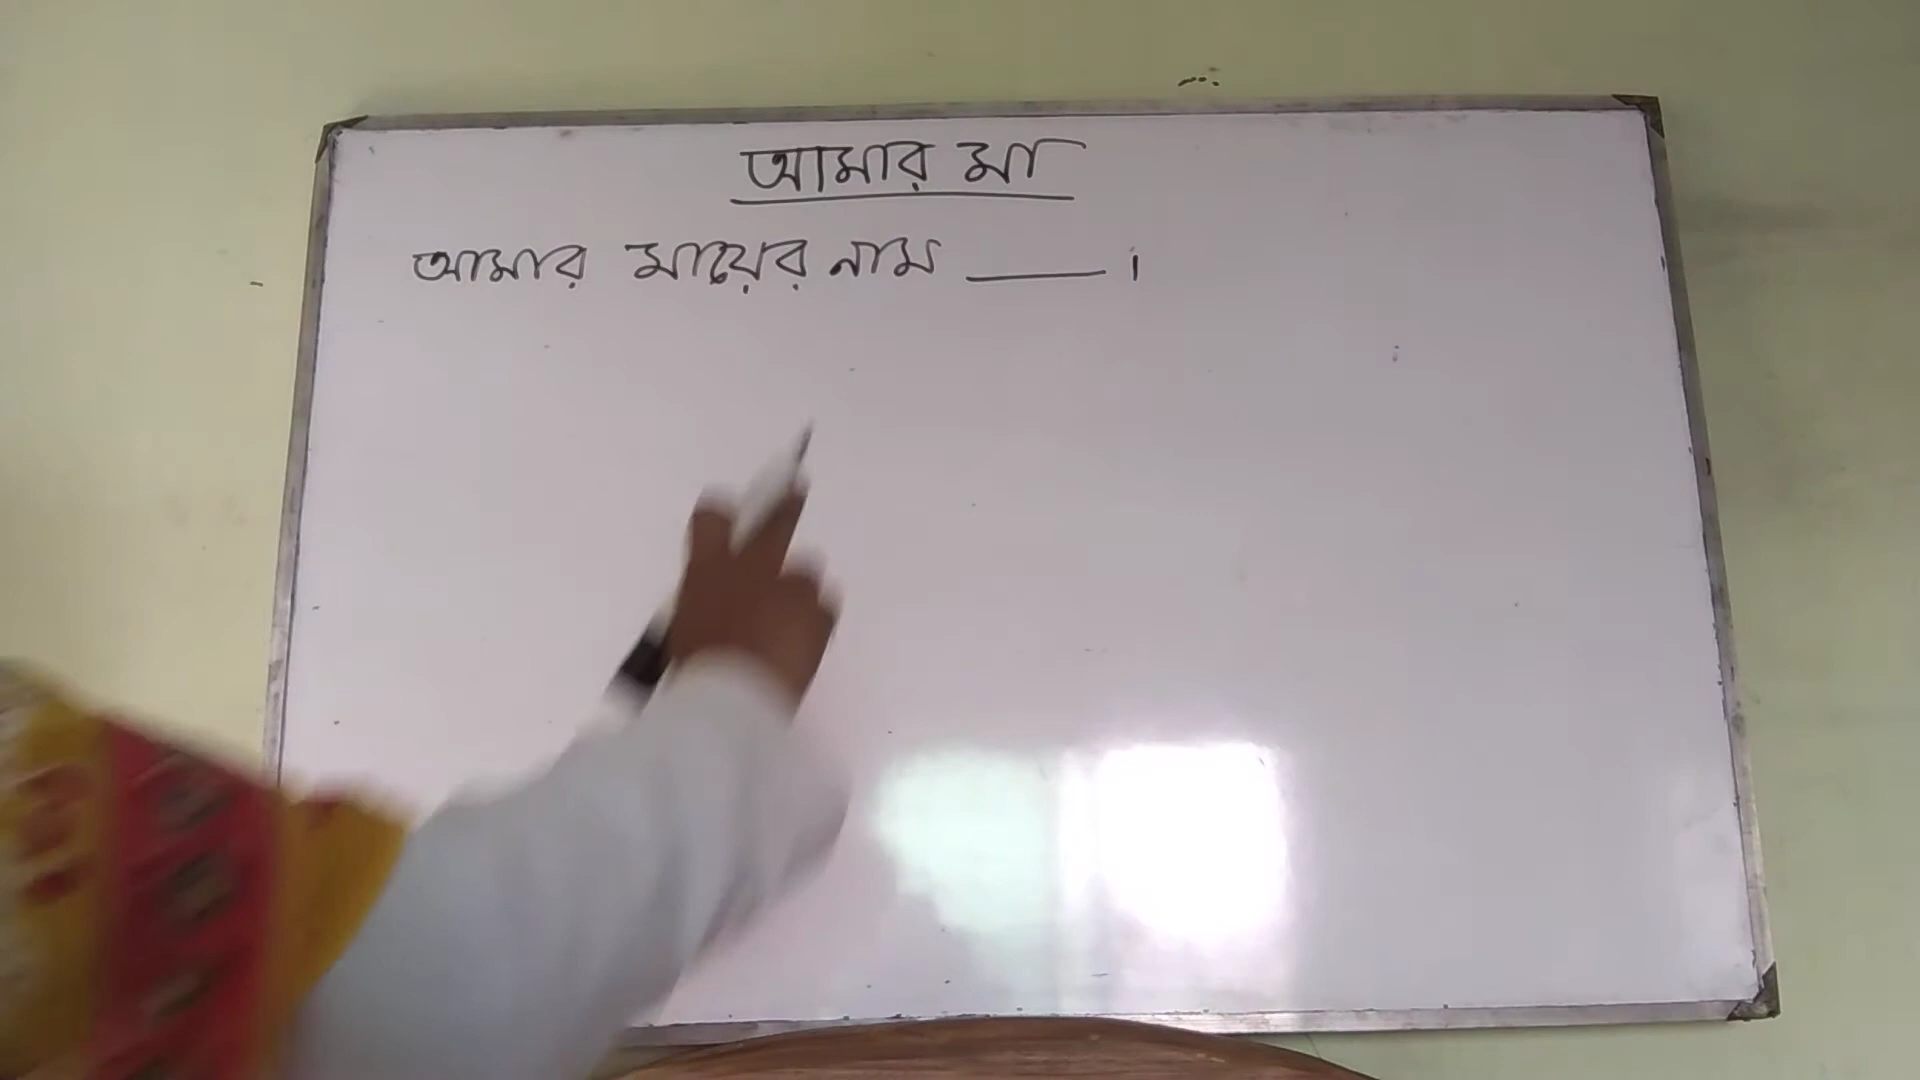 আমার মা
আমার মায়ের নাম ____ ।